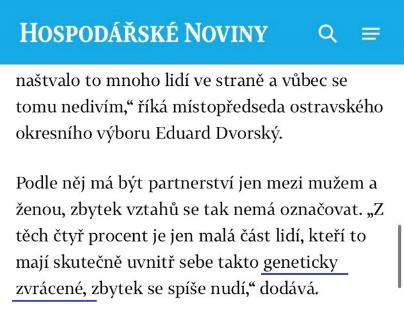 HOSPODÁŘSKÉ NOVINY
naštvalo to mnoho lidí ve straně a vůbec se
tomu nedivím,“ říká místopředseda ostravského
okresního výboru Eduard Dvorský.
Podle něj má být partnerství jen mezi mužem a
ženou, zbytek vztahů se tak nemá označovat. „Z
těch čtyř procent je jen malá část lidí, kteří to
mají skutečně uvnitř sebe takto geneticky
zvrácené, zbytek se spíše nudí,“ dodává.